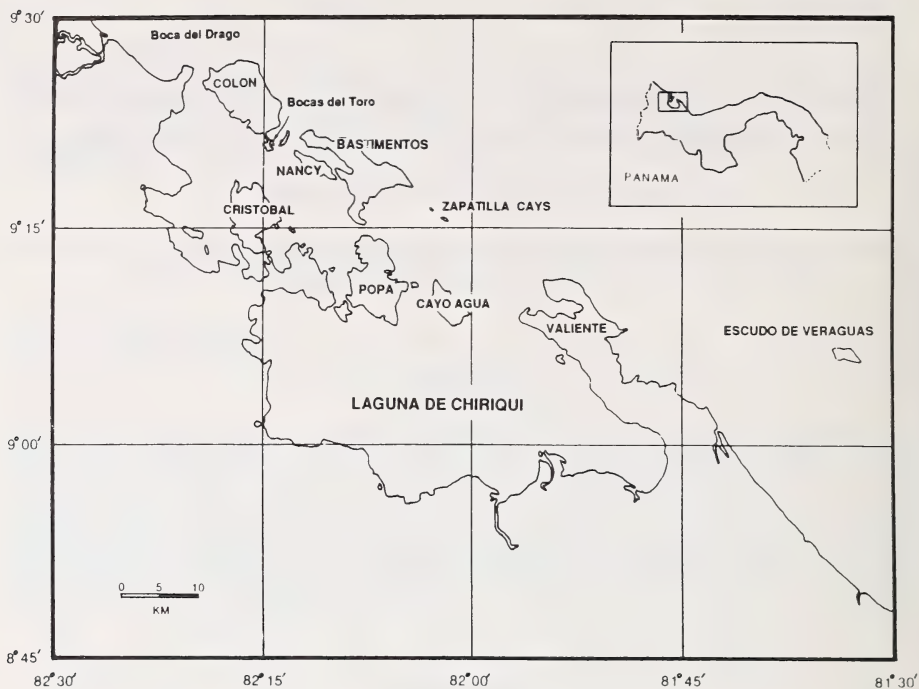 9°30′
Boca del Drago
COLON
Bocas del Toro
BASTIMENTOS
NANCY
PANAMA
CRISTOBAL
ZAPATILLA CAYS
9°15′
POPA
CAYO AGUA
VALIENTE
ESCUDO DE VERAGUAS
LAGUNA DE CHIRIQUI
9°00′
0 5 10
KM
8°45′
82°30′ 82°15′ 82°00′ 81°45′ 81°30′